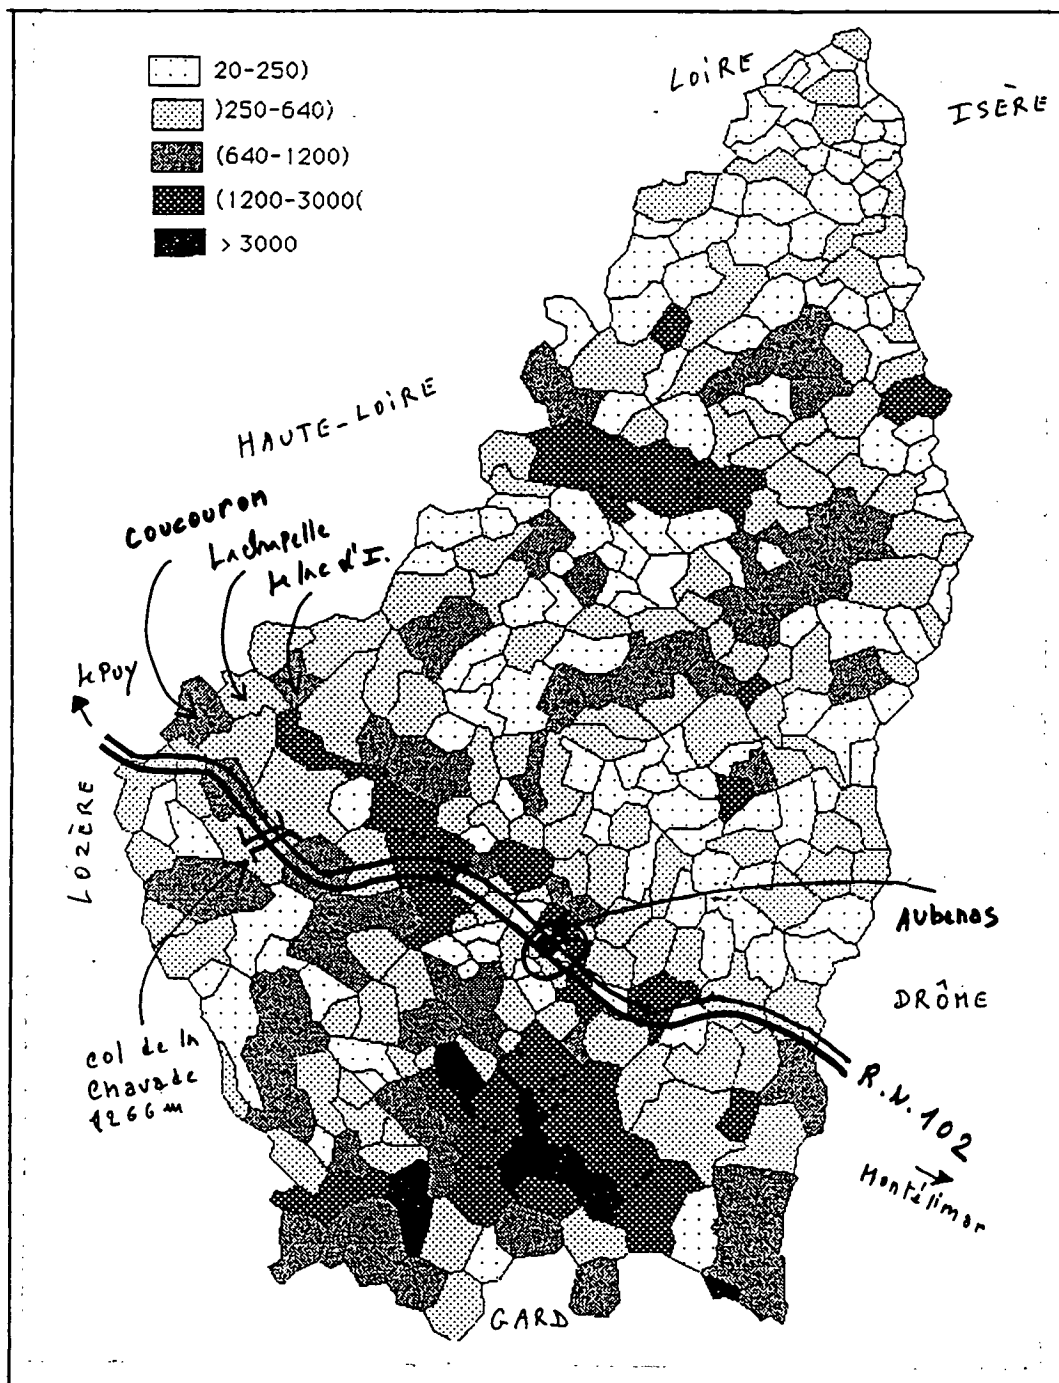 20-250)
)250-640)
(640-1200)
(1200-3000(
> 3000
LOIRE
ISÈRE
HAUTE-LOIRE
Coucouron
Lachapelle
le lac d'I.
le Puy
LOZÈRE
Aubenas
DRÔME
col de la
Chavade
1266 m
R.N. 102
Montélimar
GARD